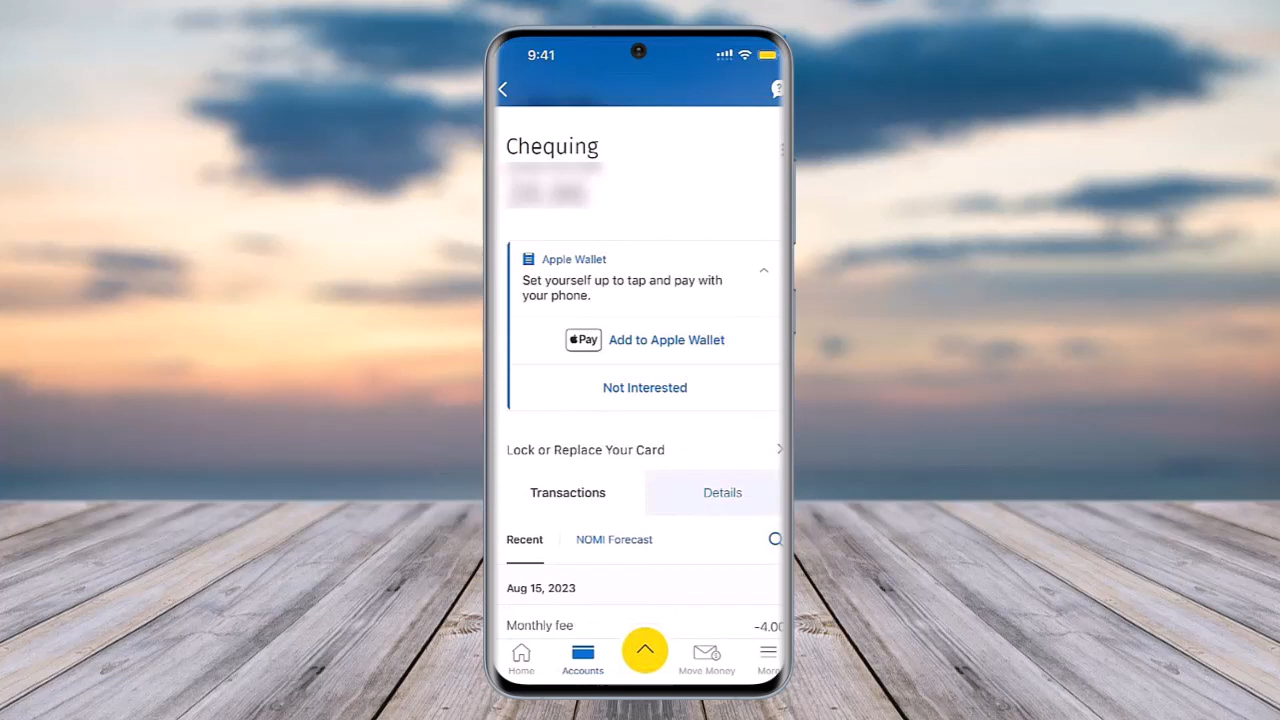 9:41
Chequing
Apple Wallet
Set yourself up to tap and pay with
your phone.
Pay Add to Apple Wallet
Not Interested
Lock or Replace Your Card
Transactions Details
Recent NOMI Forecast
Aug 15, 2023
Monthly fee -4.00
Home Accounts Move Money More